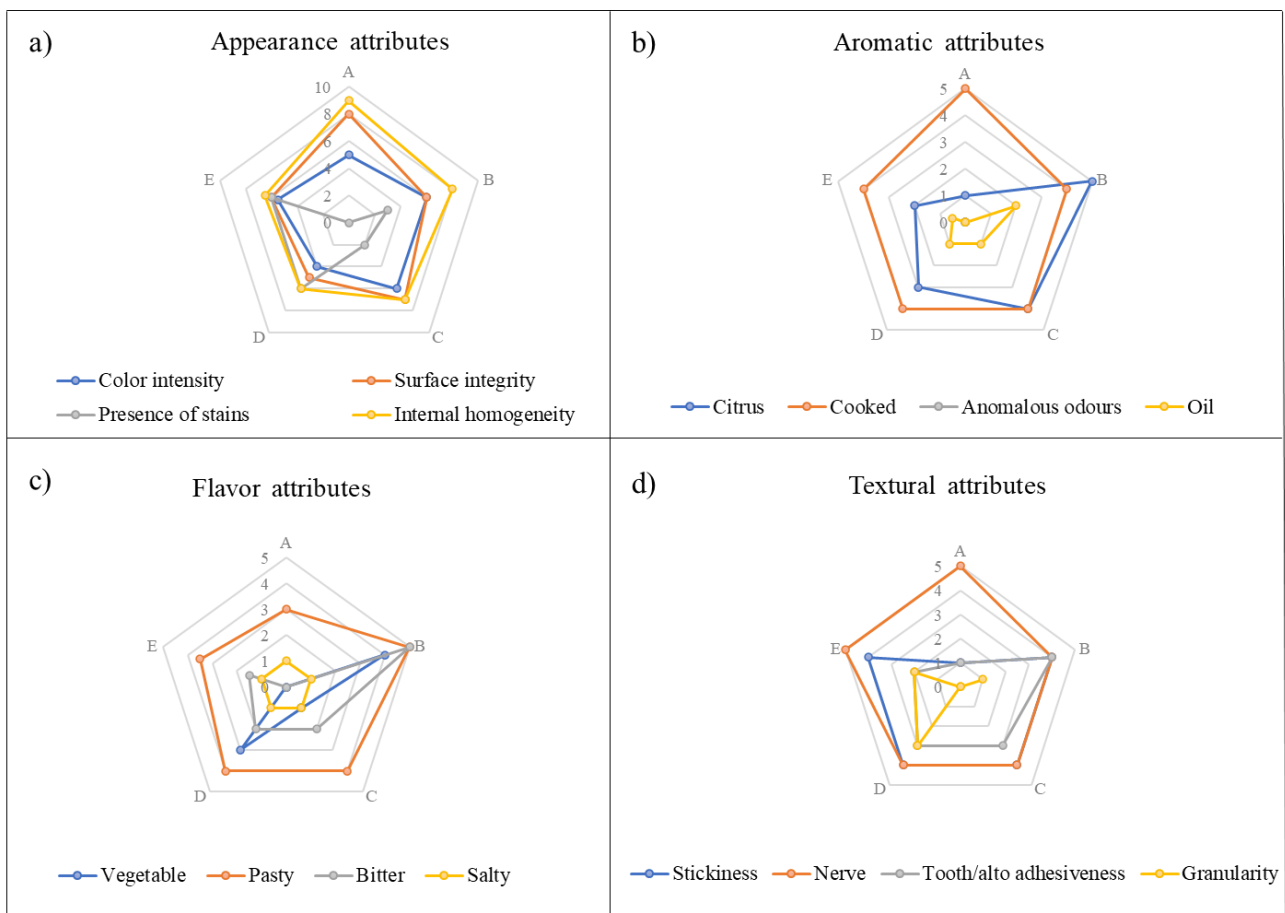 a)
Appearance attributes
A
10
8
6
4
2
0
E
B
D
C
Color intensity
Surface integrity
Presence of stains
Internal homogeneity
b)
Aromatic attributes
A
5
4
3
2
1
0
E
B
D
C
Citrus
Cooked
Anomalous odours
Oil
c)
Flavor attributes
A
5
4
3
2
1
0
E
B
D
C
Vegetable
Pasty
Bitter
Salty
d)
Textural attributes
A
5
4
3
2
1
0
E
B
D
C
Stickiness
Nerve
Tooth/alto adhesiveness
Granularity